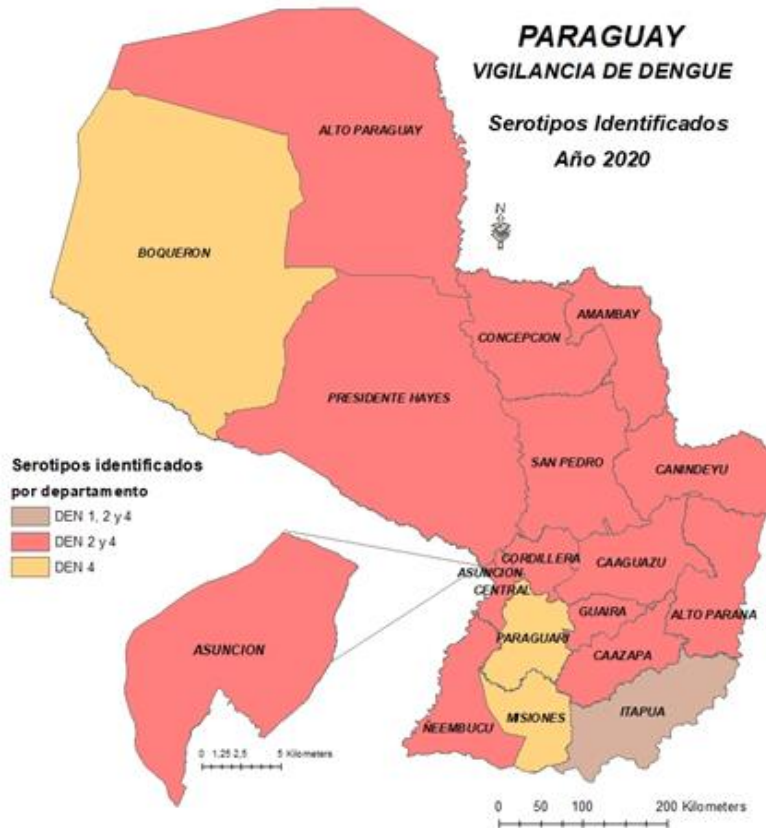 PARAGUAY
VIGILANCIA DE DENGUE
Serotipos Identificados
Año 2020
N
ALTO PARAGUAY
BOQUERON
CONCEPCION
AMAMBAY
PRESIDENTE HAYES
SAN PEDRO
CANINDEYU
Serotipos identificados
por departamento
DEN 1, 2 y 4
DEN 2 y 4
DEN 4
CORDILLERA
CAAGUAZU
ASUNCION
CENTRAL
GUAIRA
ALTO PARANA
PARAGUARI
CAAZAPA
ASUNCION
ÑEEMBUCU
MISIONES
ITAPUA
0 1,25 2,5 5 Kilometers
0 50 100 200 Kilometers